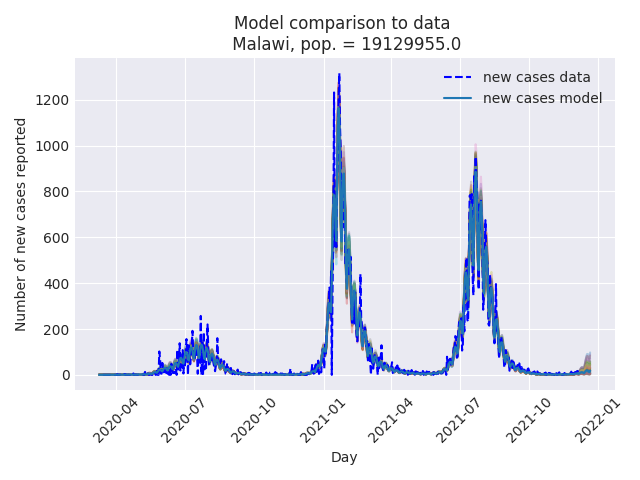 Model comparison to data
Malawi, pop. = 19129955.0
new cases data
new cases model
Number of new cases reported
1200
1000
800
600
400
200
0
2020-04
2020-07
2020-10
2021-01
2021-04
2021-07
2021-10
2022-01
Day